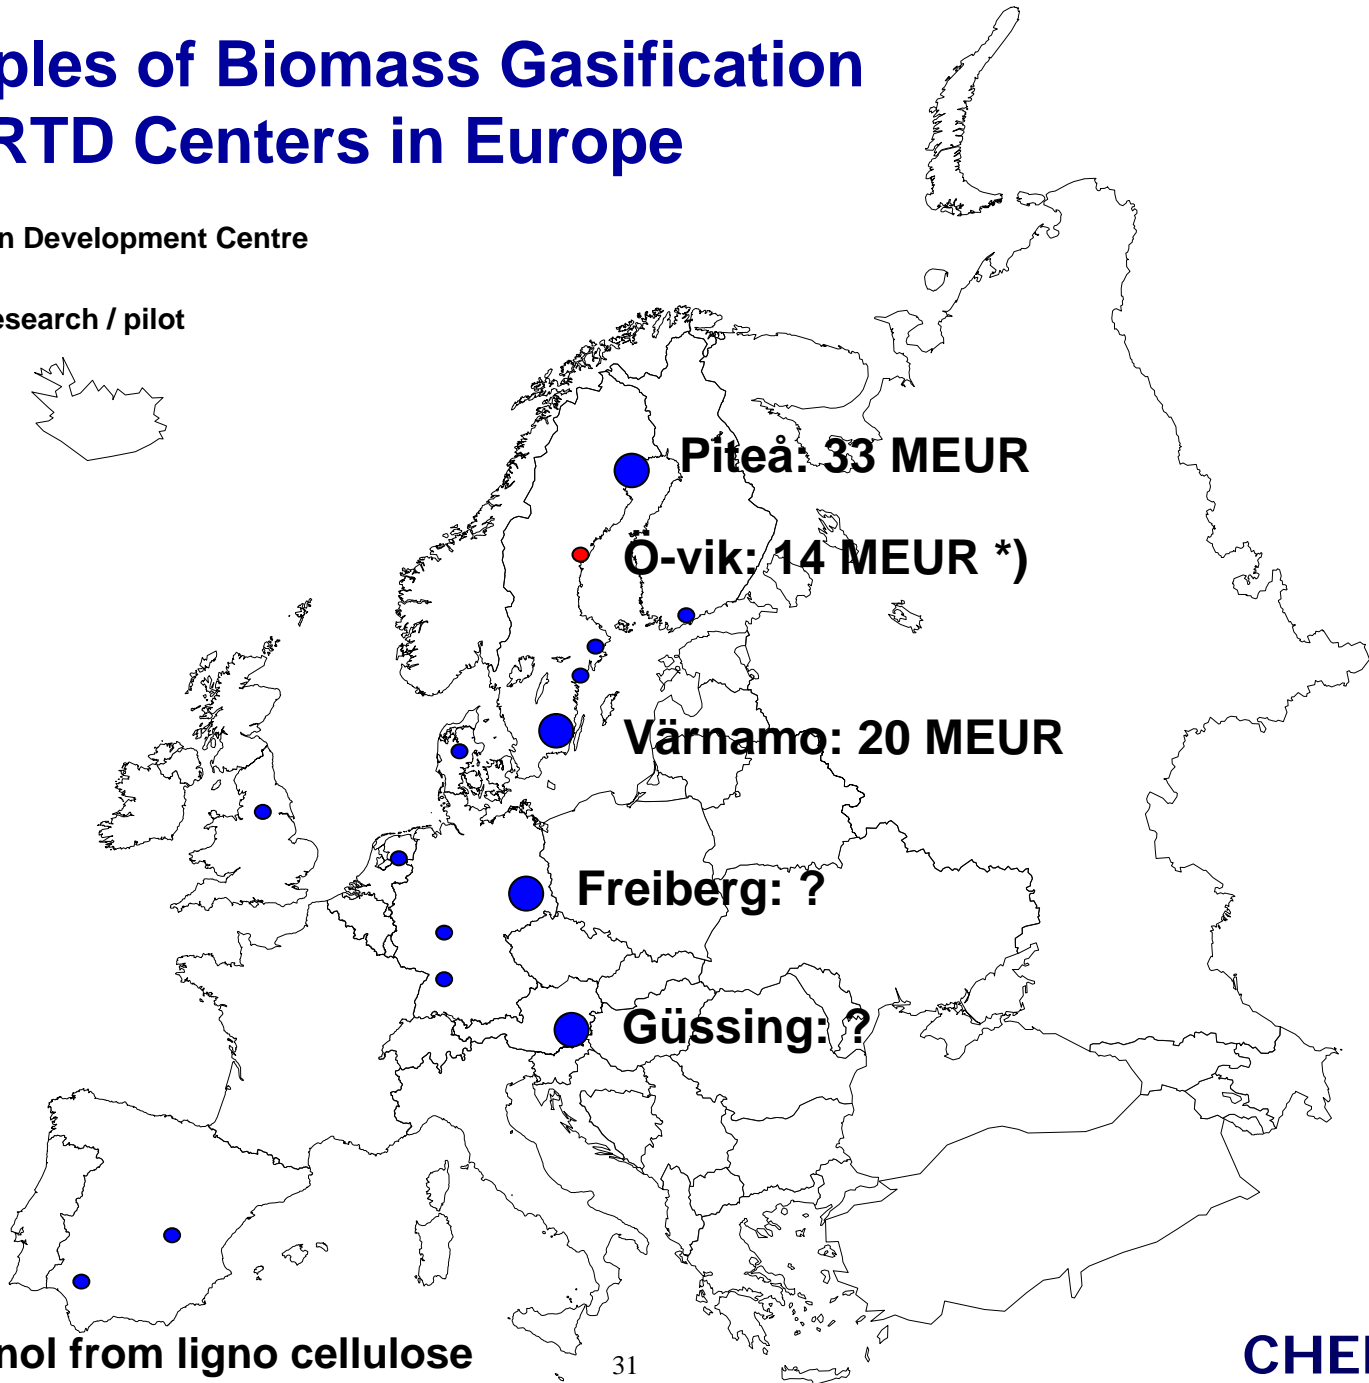 ples of Biomass Gasification
RTD Centers in Europe
n Development Centre
esearch / pilot
Piteå: 33 MEUR
Ö-vik: 14 MEUR *)
Värnamo: 20 MEUR
Freiberg: ?
Güssing: ?
nol from ligno cellulose
31
CHE